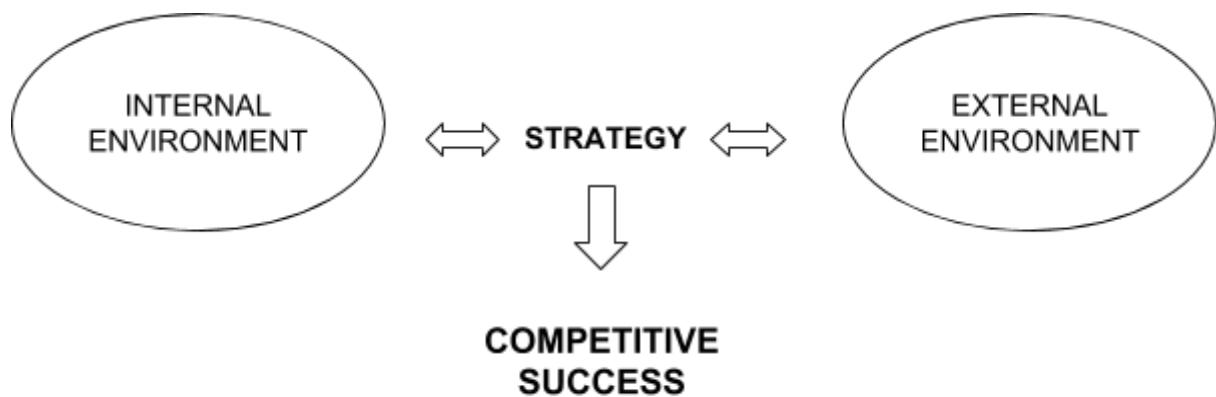 INTERNAL
ENVIRONMENT
STRATEGY
EXTERNAL
ENVIRONMENT
COMPETITIVE
SUCCESS